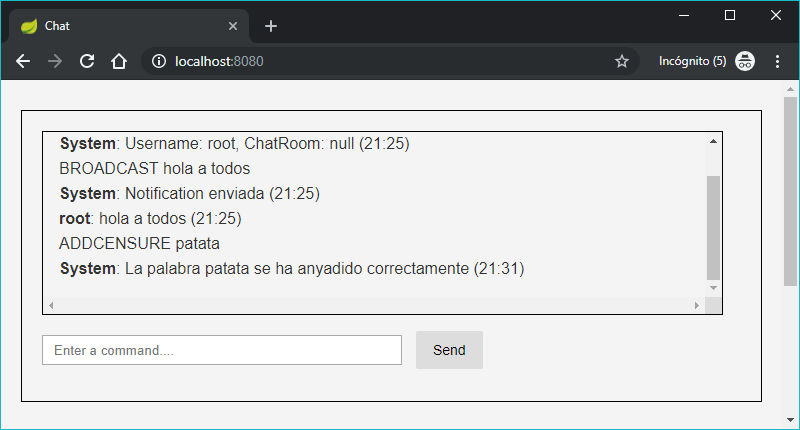 Chat
localhost:8080
Incógnito (5)
System: Username: root, ChatRoom: null (21:25)
BROADCAST hola a todos
System: Notification enviada (21:25)
root: hola a todos (21:25)
ADDCENSURE patata
System: La palabra patata se ha anyadido correctamente (21:31)
Enter a command....
Send